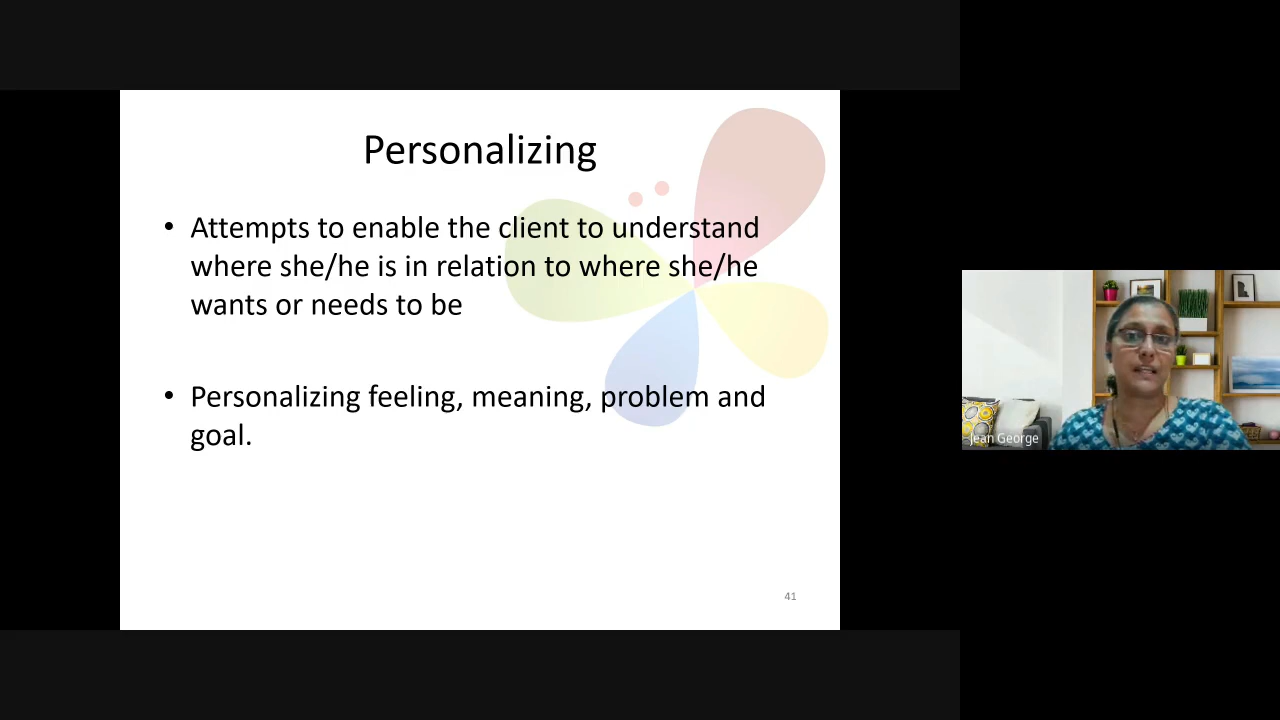 Personalizing
• Attempts to enable the client to understand
where she/he is in relation to where she/he
wants or needs to be
• Personalizing feeling, meaning, problem and
goal.
41
Jean George